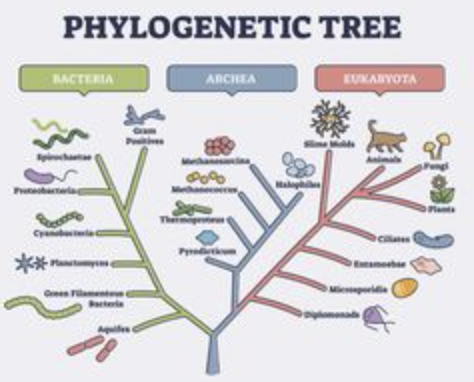 PHYLOGENETIC TREE
BACTERIA
ARCHEA
EUKARYOTA
Spirochaetae
Gram
Positives
Proteobacteria
Cyanobacteria
Planctomyces
Green Filamentous
Bacteria
Aquifex
Methanosarcina
Methanococcus
Halophiles
Thermoproteus
Pyrodicticum
Slime Molds
Animals
Fungi
Plants
Ciliates
Entamoebae
Microsporidia
Diplomonads